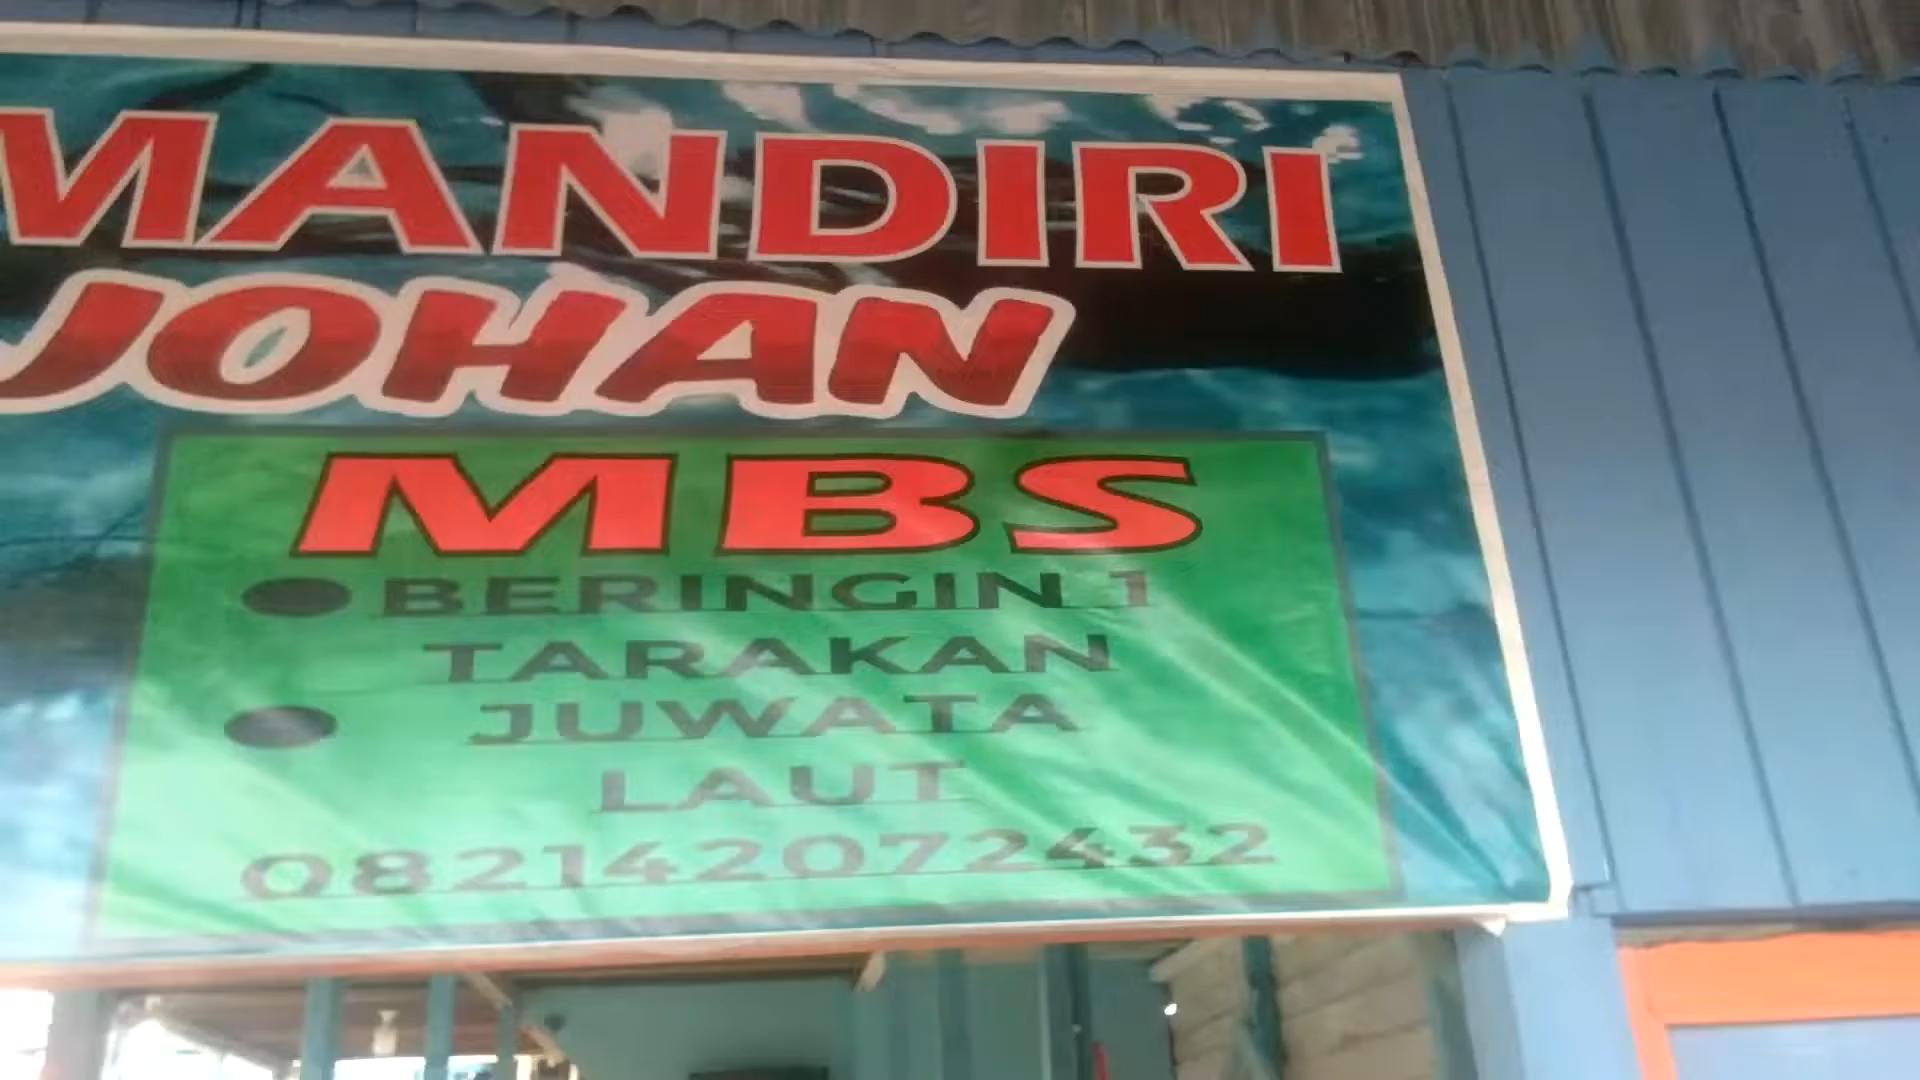 MANDIRI
JOHAN
MBS
● BERINGIN 1
TARAKAN
● JUWATA
LAUT
082142072432